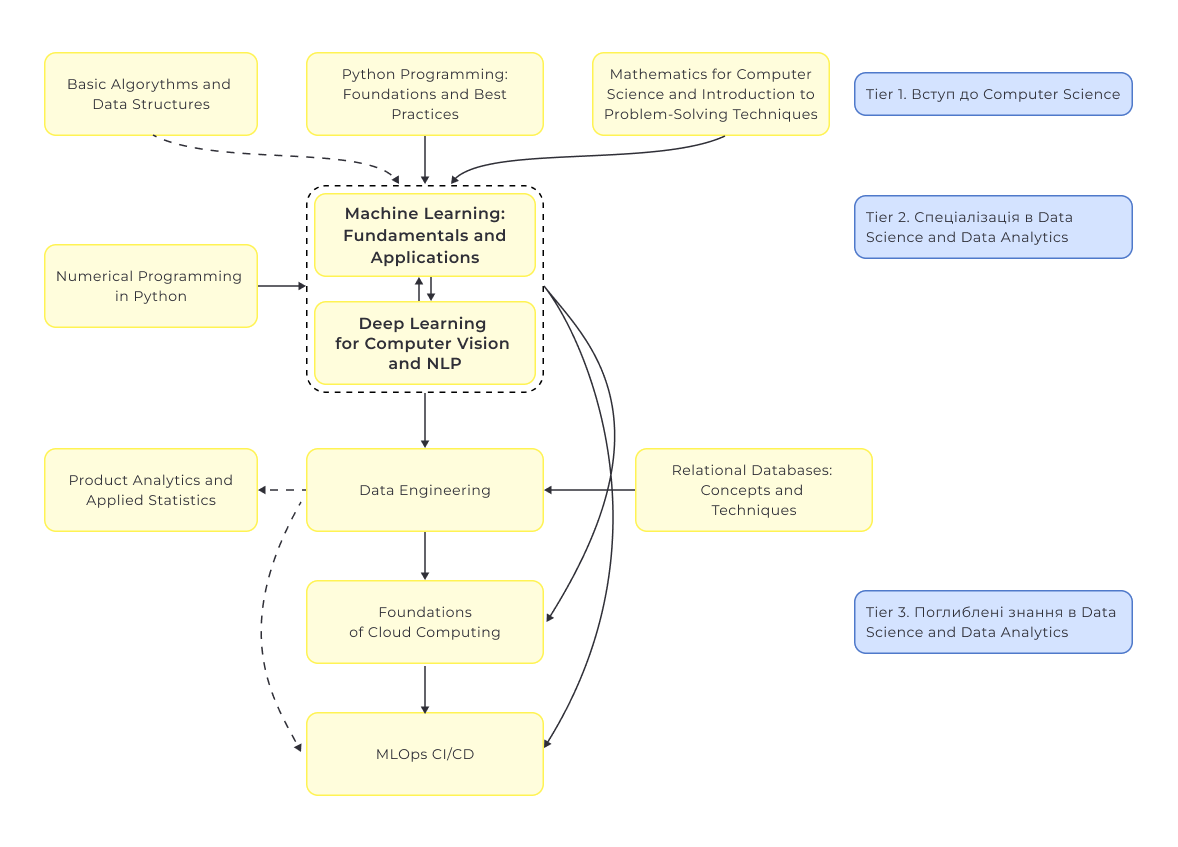 Basic Algorythms and
Data Structures
Python Programming:
Foundations and Best
Practices
Mathematics for Computer
Science and Introduction to
Problem-Solving Techniques
Tier 1. Вступ до Computer Science
Machine Learning:
Fundamentals and
Applications
Tier 2. Спеціалізація в Data
Science and Data Analytics
Numerical Programming
in Python
Deep Learning
for Computer Vision
and NLP
Product Analytics and
Applied Statistics
Data Engineering
Relational Databases:
Concepts and
Techniques
Foundations
of Cloud Computing
Tier 3. Поглиблені знання в Data
Science and Data Analytics
MLOps CI/CD